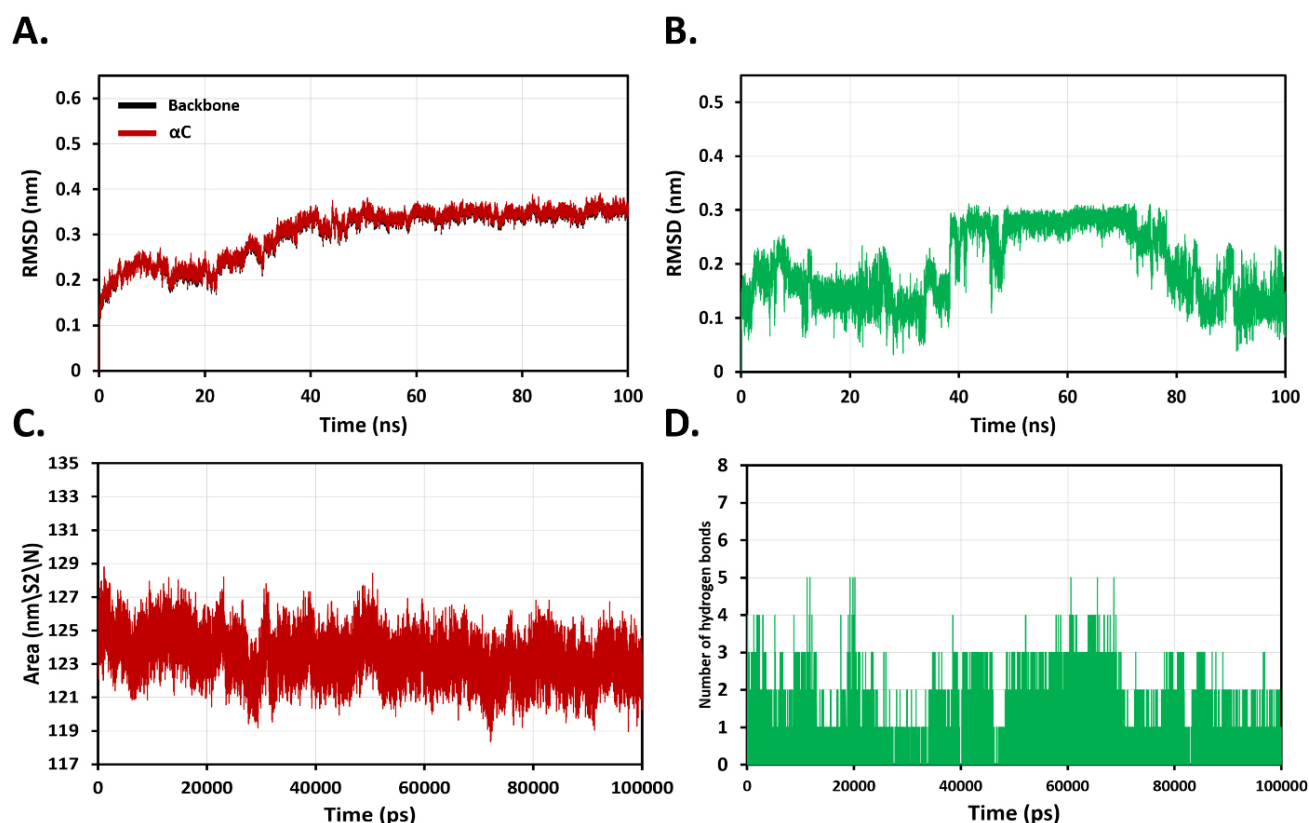 A.
RMSD (nm)
0.6
0.5
0.4
0.3
0.2
0.1
0
Backbone
αC
0 20 40 60 80 100
Time (ns)
B.
RMSD (nm)
0.5
0.4
0.3
0.2
0.1
0
0 20 40 60 80 100
Time (ns)
C.
Area (nm\S2\N)
135
133
131
129
127
125
123
121
119
117
0 20000 40000 60000 80000 100000
Time (ps)
D.
Number of hydrogen bonds
8
7
6
5
4
3
2
1
0
0 20000 40000 60000 80000 100000
Time (ps)